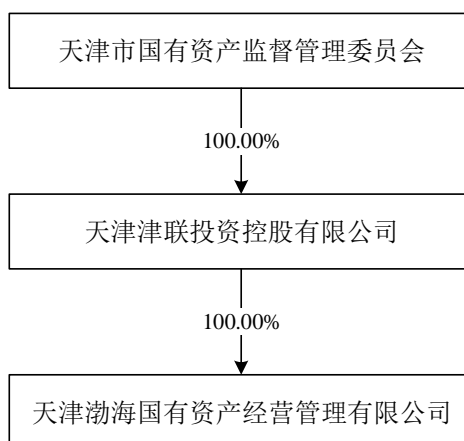 天津市国有资产监督管理委员会
100.00%
天津津联投资控股有限公司
100.00%
天津渤海国有资产经营管理有限公司